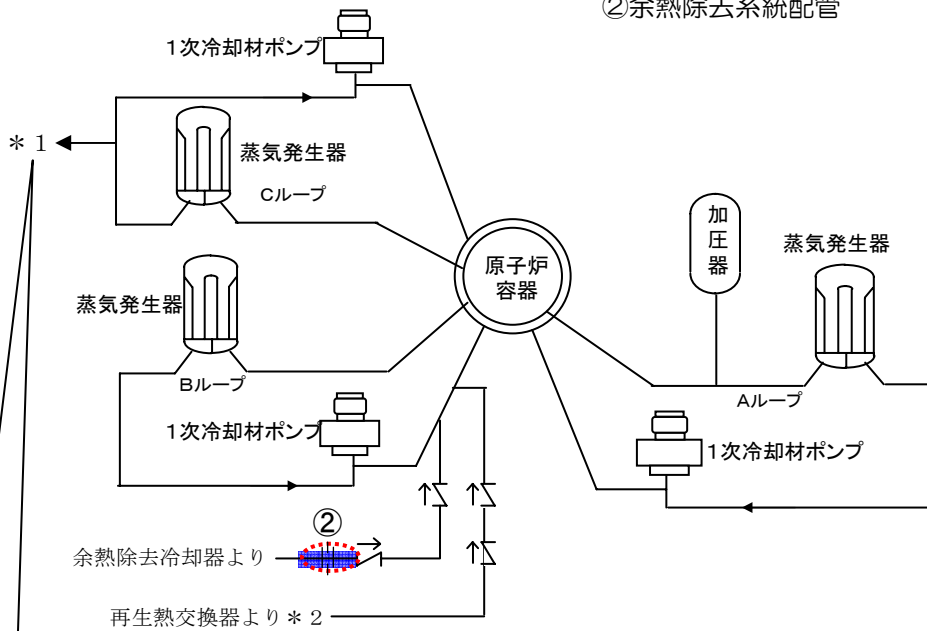 ②余熱除去系統配管
1次冷却材ポンプ
＊1
蒸気発生器
Cループ
加
圧
器
蒸気発生器
原子炉
容器
蒸気発生器
Bループ
Aループ
1次冷却材ポンプ
1次冷却材ポンプ
②
余熱除去冷却器より
再生熱交換器より＊2